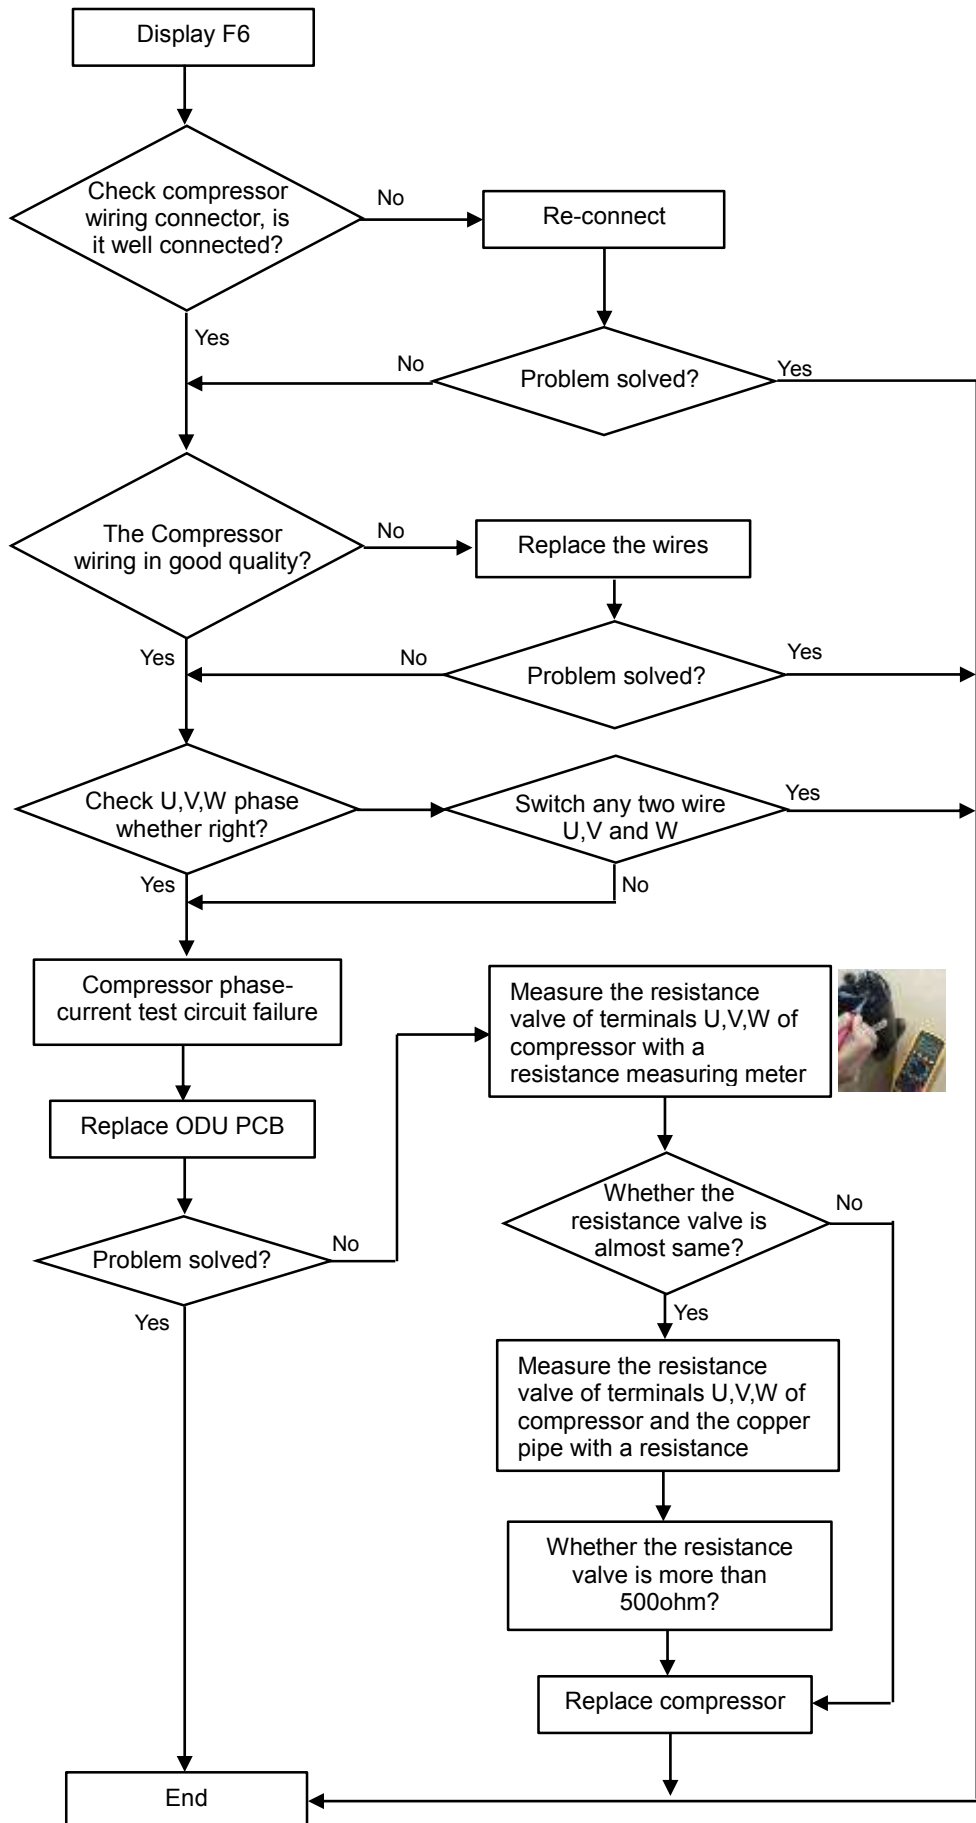 Display F6
Check compressor
wiring connector, is
it well connected?
No
Re-connect
Yes
No
Problem solved?
Yes
The Compressor
wiring in good quality?
No
Replace the wires
Yes
No
Problem solved?
Yes
Check U,V,W phase
whether right?
Switch any two wire
U,V and W
Yes
Yes
No
Compressor phase-
current test circuit failure
Measure the resistance
valve of terminals U,V,W of
compressor with a
resistance measuring meter
Replace ODU PCB
Problem solved?
No
Whether the
resistance valve is
almost same?
No
Yes
Yes
Measure the resistance
valve of terminals U,V,W of
compressor and the copper
pipe with a resistance
Whether the resistance
valve is more than
500ohm?
Replace compressor
End